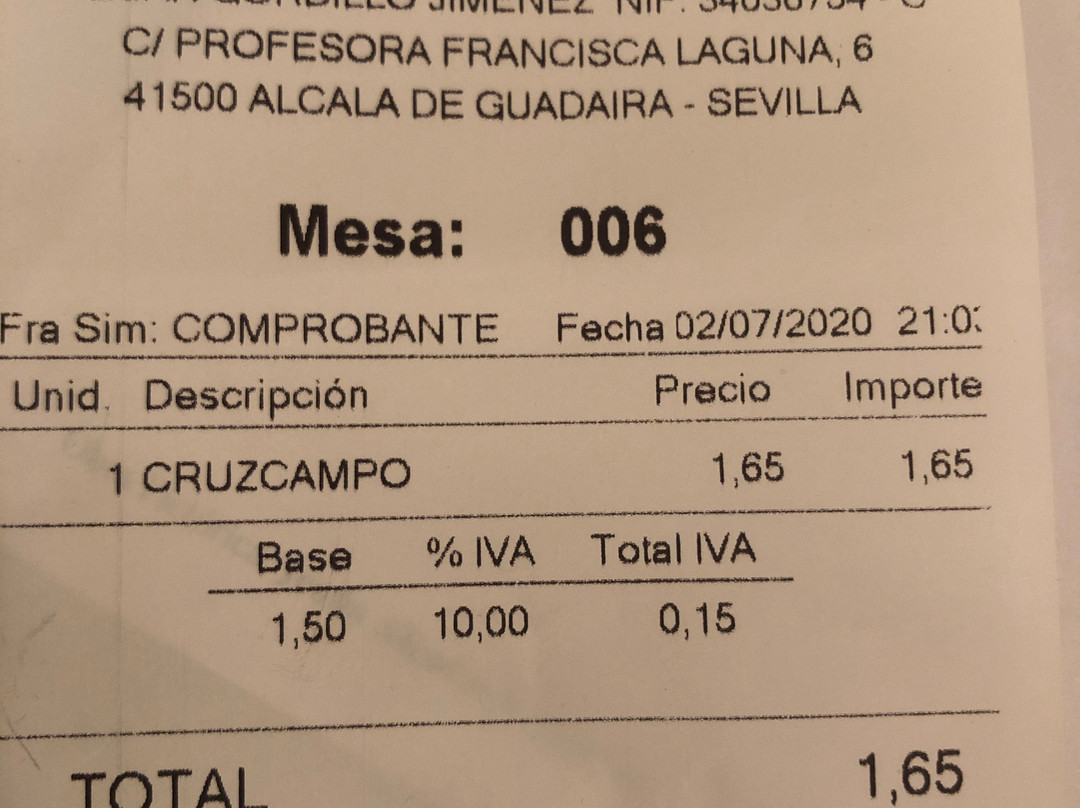 JIMENEZ NIF:
C/ PROFESORA FRANCISCA LAGUNA, 6
41500 ALCALA DE GUADAIRA - SEVILLA
Mesa: 006
Fra Sim: COMPROBANTE Fecha 02/07/2020
Unid. Descripción Precio Importe
1 CRUZCAMPO 1,65 1,65
Base % IVA Total IVA
1,50 10,00 0,15
TOTAL 1,65